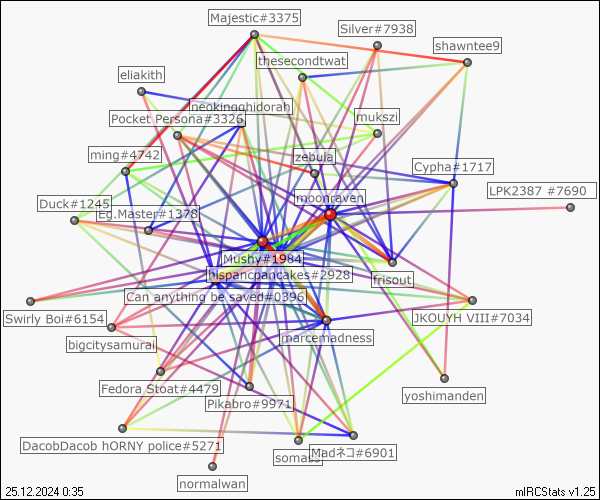 Majestic#3375
Silver#7938
shawntee9
thesecondtwat
eliakith
neokingghidorah
Pocket Persona#3326
mukszi
ming#4742
zebula
Cypha#1717
LPK2387 #7690
moonraven
Duck#1245
Eg.Master#1378
Mushy#1984
hispancpancakes#2928
frisout
Can anything be saved#0396
Swirly Boi#6154
JKOUYH VIII#7034
bigcitysamurai
marcemadness
Fedora Stoat#4479
yoshimanden
Pikabro#9971
DacobDacob hORNY police#5271
Madネコ#6901
normalwan
25.12.2024 0:35
mIRCStats v1.25